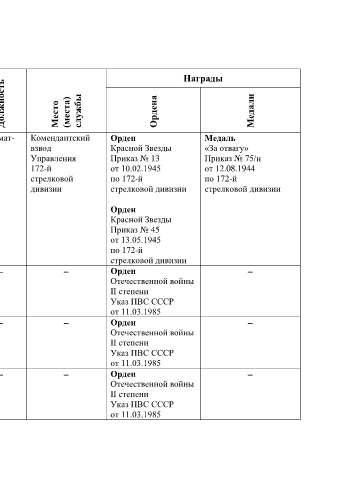 Должность
Место
(места)
службы
Награды
Ордена
Медали
мат-
Комендантский
взвод
Управления
172-й
стрелковой
дивизии
Орден
Красной Звезды
Приказ № 13
от 10.02.1945
по 172-й
стрелковой дивизии
Орден
Красной Звезды
Приказ № 45
от 13.05.1945
по 172-й
стрелковой дивизии
Медаль
«За отвагу»
Приказ № 75/н
от 12.08.1944
по 172-й
стрелковой дивизии
–
–
Орден
Отечественной войны
II степени
Указ ПВС СССР
от 11.03.1985
–
–
–
Орден
Отечественной войны
II степени
Указ ПВС СССР
от 11.03.1985
–
–
–
Орден
Отечественной войны
II степени
Указ ПВС СССР
от 11.03.1985
–